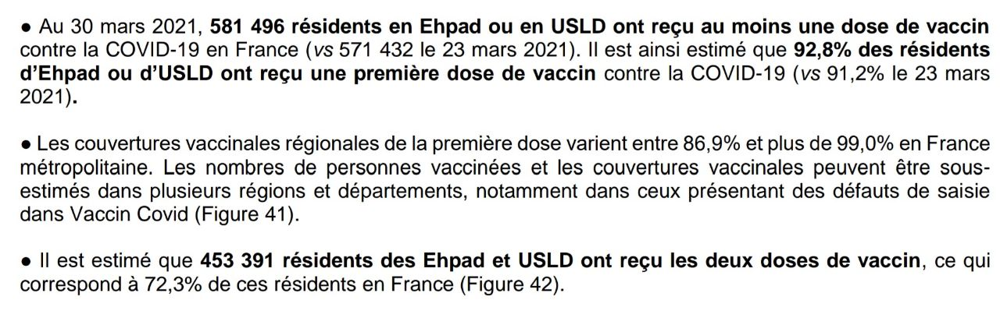 ● Au 30 mars 2021, 581 496 résidents en Ehpad ou en USLD ont reçu au moins une dose de vaccin
contre la COVID-19 en France (vs 571 432 le 23 mars 2021). Il est ainsi estimé que 92,8% des résidents
d’Ehpad ou d’USLD ont reçu une première dose de vaccin contre la COVID-19 (vs 91,2% le 23 mars
2021).
● Les couvertures vaccinales régionales de la première dose varient entre 86,9% et plus de 99,0% en France
métropolitaine. Les nombres de personnes vaccinées et les couvertures vaccinales peuvent être sous-
estimés dans plusieurs régions et départements, notamment dans ceux présentant des défauts de saisie
dans Vaccin Covid (Figure 41).
● Il est estimé que 453 391 résidents des Ehpad et USLD ont reçu les deux doses de vaccin, ce qui
correspond à 72,3% de ces résidents en France (Figure 42).